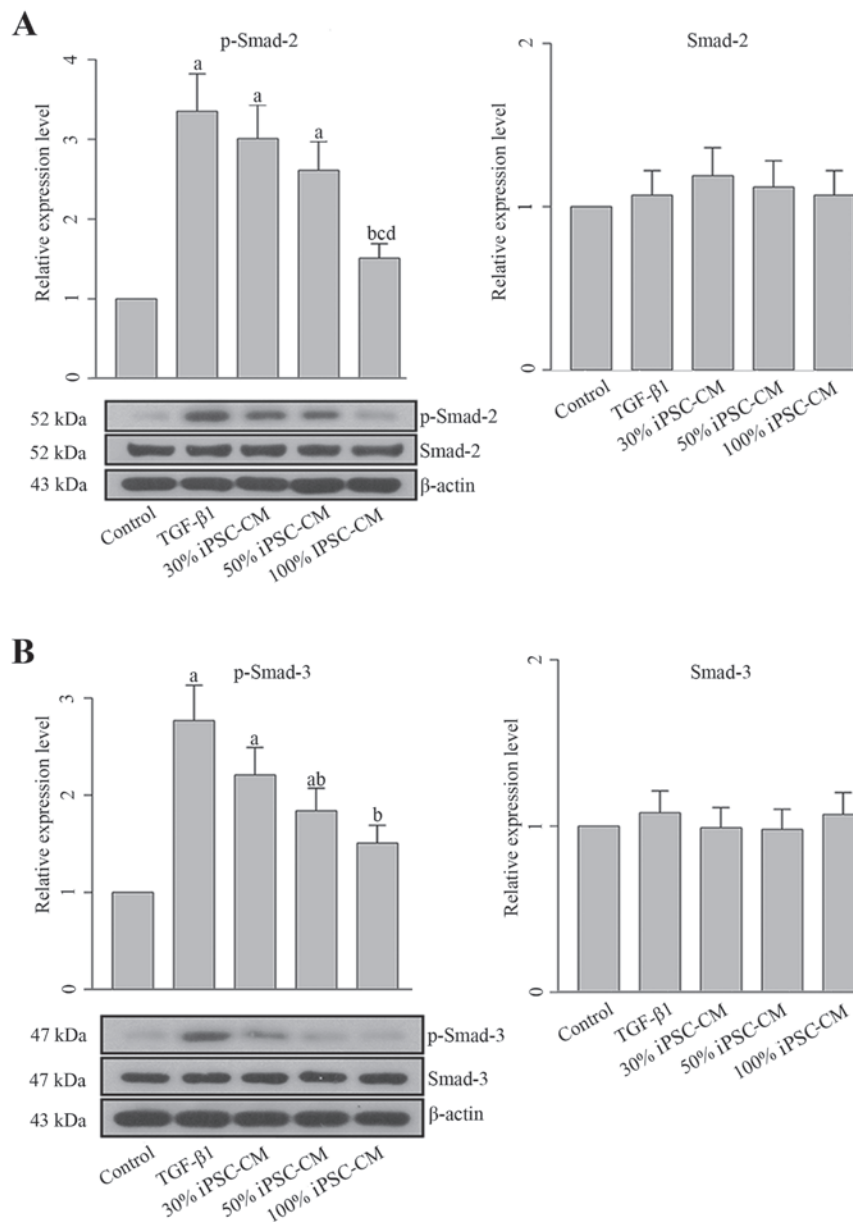 A
p-Smad-2
Relative expression level
0 1 2 3 4
a
a
a
bcd
52 kDa p-Smad-2
52 kDa Smad-2
43 kDa β-actin
Control
TGF-β1
30% iPSC-CM
50% iPSC-CM
100% IPSC-CM
Smad-2
Relative expression level
0 1 2
Control
TGF-β1
30% iPSC-CM
50% iPSC-CM
100% iPSC-CM
B
p-Smad-3
Relative expression level
0 1 2 3
a
a
ab
b
47 kDa p-Smad-3
47 kDa Smad-3
43 kDa β-actin
Control
TGF-β1
30% iPSC-CM
50% iPSC-CM
100% iPSC-CM
Smad-3
Relative expression level
0 1 2
Control
TGF-β1
30% iPSC-CM
50% iPSC-CM
100% iPSC-CM